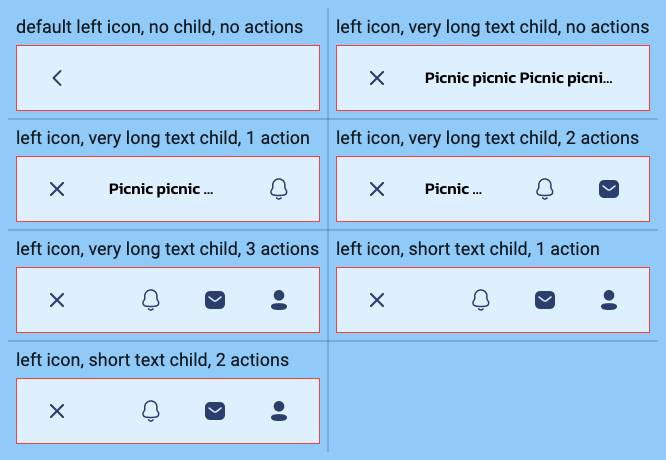 default left icon, no child, no actions
left icon, very long text child, no actions
Picnic picnic Picnic picni...
left icon, very long text child, 1 action
left icon, very long text child, 2 actions
Picnic picnic ...
Picnic ...
left icon, very long text child, 3 actions
left icon, short text child, 1 action
left icon, short text child, 2 actions